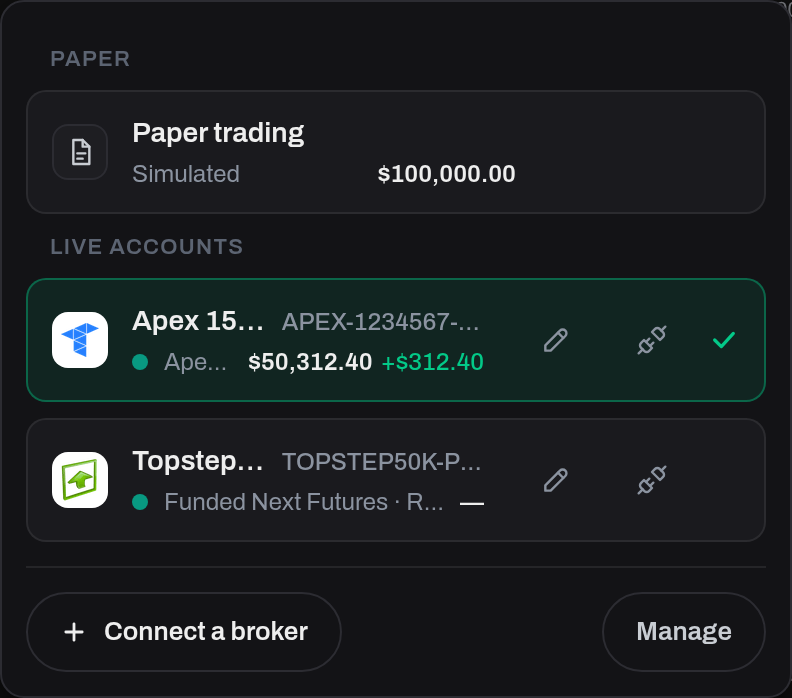 PAPER
Paper trading
Simulated $100,000.00
LIVE ACCOUNTS
Apex 15... APEX-1234567-...
Ape... $50,312.40 +$312.40
Topstep... TOPSTEP50K-P...
Funded Next Futures · R... —
+ Connect a broker Manage